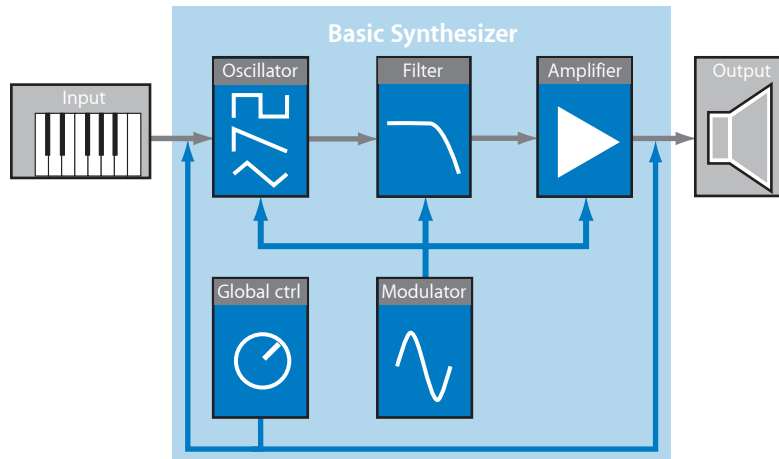 Basic Synthesizer
Input
Oscillator
Filter
Amplifier
Output
Global ctrl
Modulator